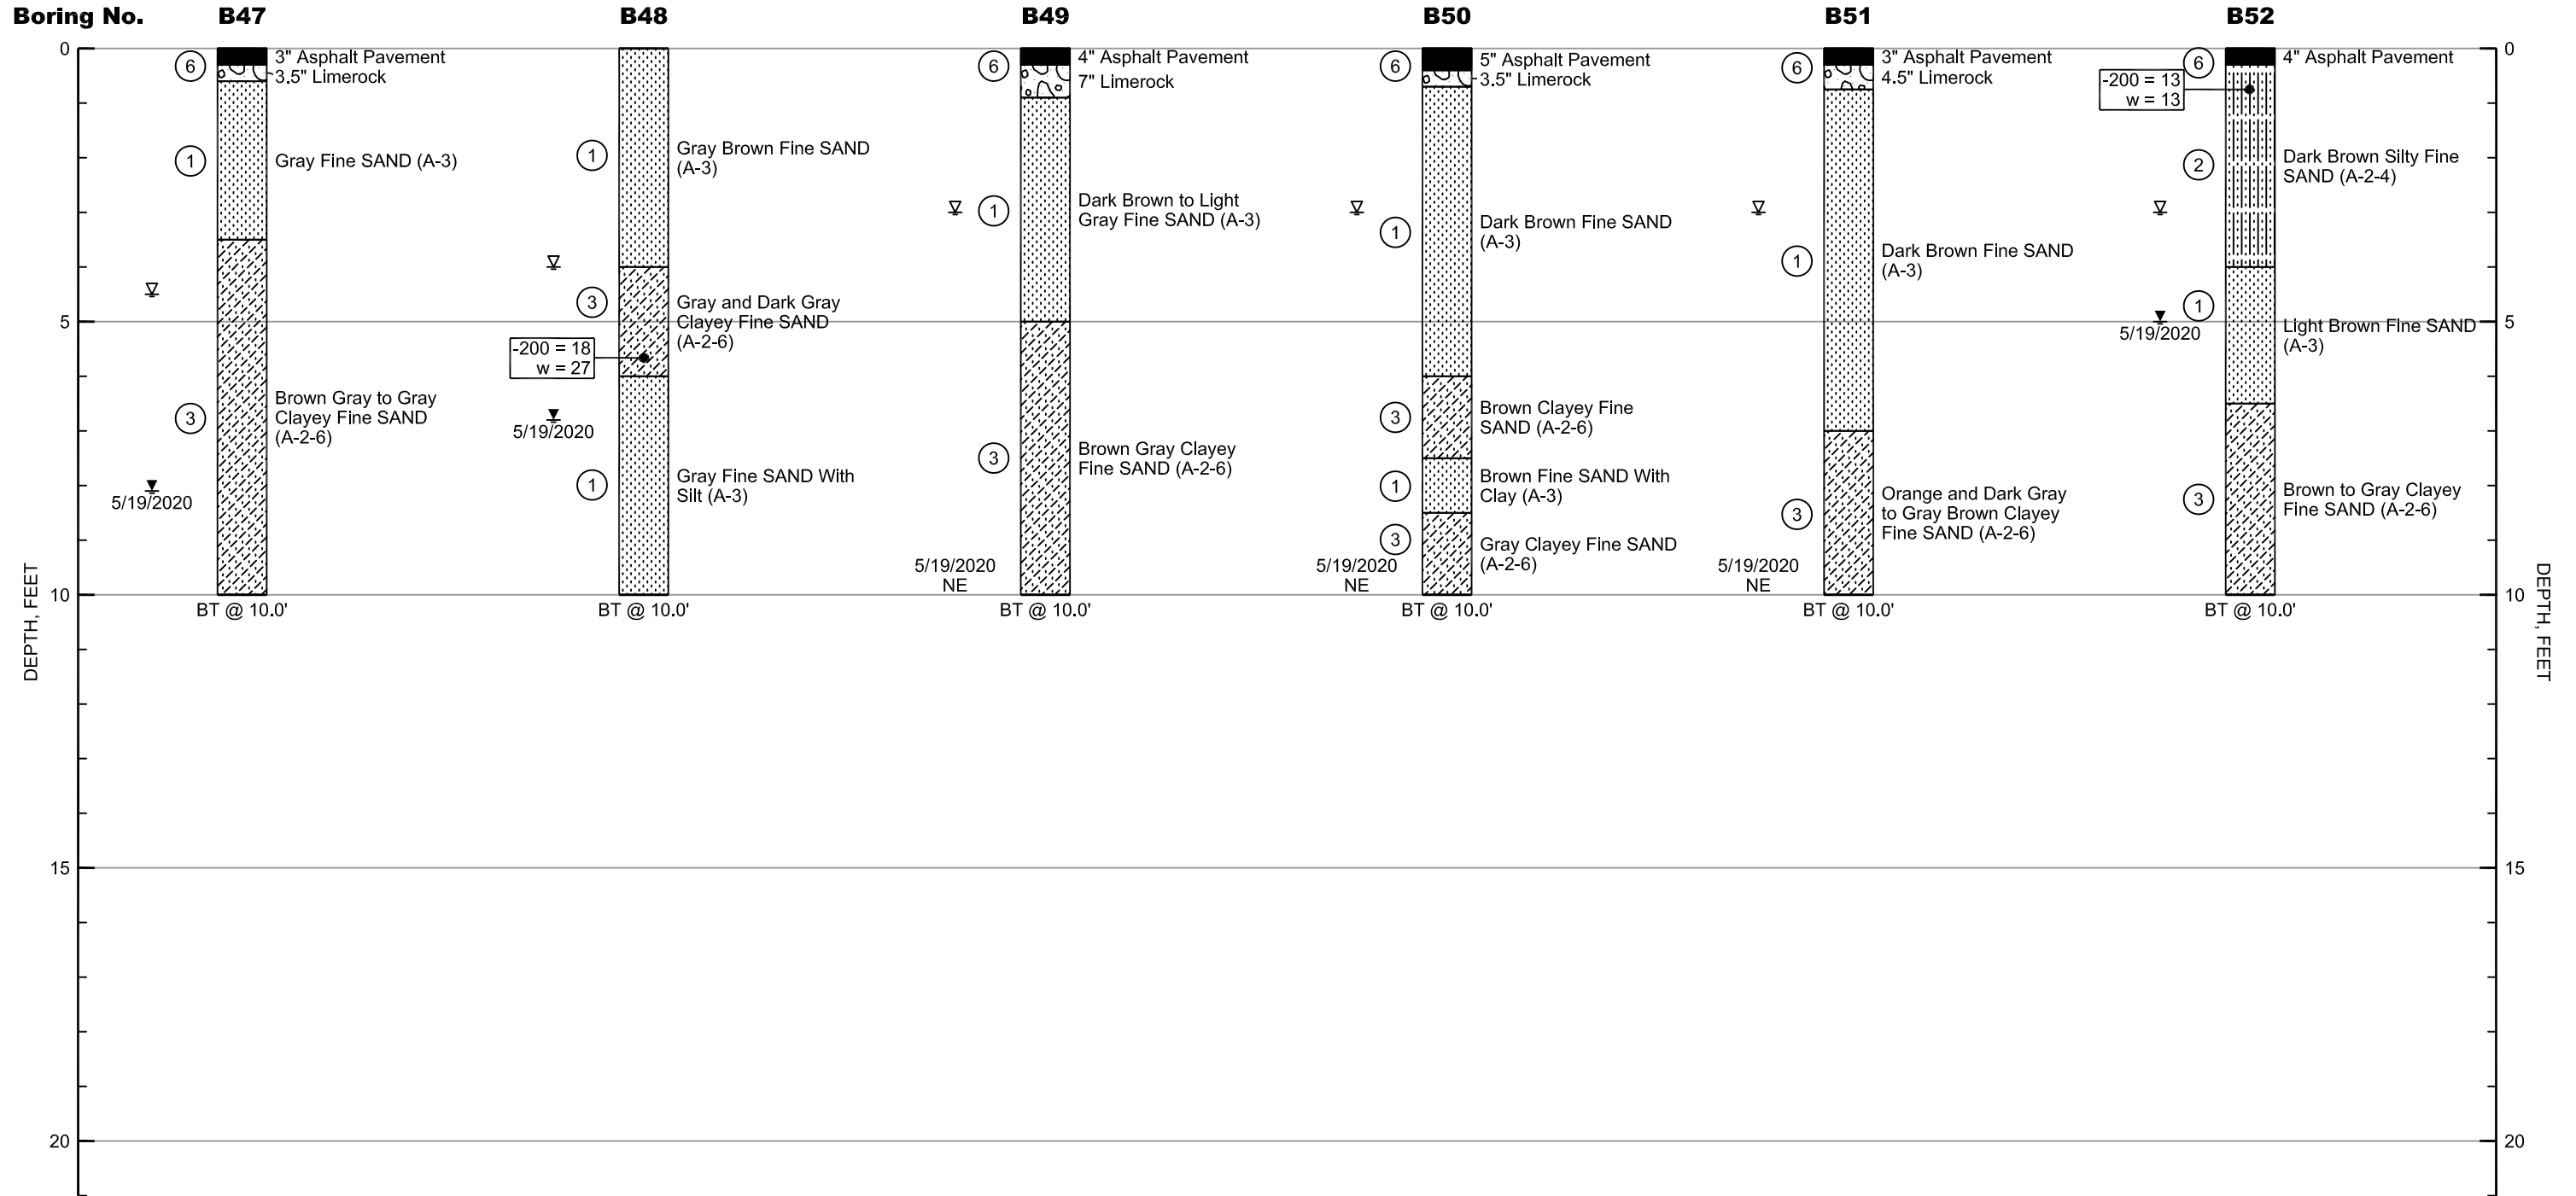 Boring No.
B47
B48
B49
B50
B51
B52
0
5
10
15
20
DEPTH, FEET
6
3" Asphalt Pavement
3.5" Limerock
1
Gray Fine SAND (A-3)
3
Brown Gray to Gray
Clayey Fine SAND
(A-2-6)
5/19/2020
BT @ 10.0'
1
Gray Brown Fine SAND
(A-3)
3
Gray and Dark Gray
Clayey Fine SAND
(A-2-6)
-200 = 18
w = 27
5/19/2020
1
Gray Fine SAND With
Silt (A-3)
BT @ 10.0'
6
4" Asphalt Pavement
7" Limerock
1
Dark Brown to Light
Gray Fine SAND (A-3)
3
Brown Gray Clayey
Fine SAND (A-2-6)
5/19/2020
NE
BT @ 10.0'
6
5" Asphalt Pavement
3.5" Limerock
1
Dark Brown Fine SAND
(A-3)
3
Brown Clayey Fine
SAND (A-2-6)
1
Brown Fine SAND With
Clay (A-3)
3
Gray Clayey Fine SAND
(A-2-6)
5/19/2020
NE
BT @ 10.0'
6
3" Asphalt Pavement
4.5" Limerock
1
Dark Brown Fine SAND
(A-3)
3
Orange and Dark Gray
to Gray Brown Clayey
Fine SAND (A-2-6)
5/19/2020
NE
BT @ 10.0'
6
4" Asphalt Pavement
-200 = 13
w = 13
2
Dark Brown Silty Fine
SAND (A-2-4)
1
5/19/2020
Light Brown Fine SAND
(A-3)
3
Brown to Gray Clayey
Fine SAND (A-2-6)
BT @ 10.0'
0
5
10
15
20
DEPTH, FEET